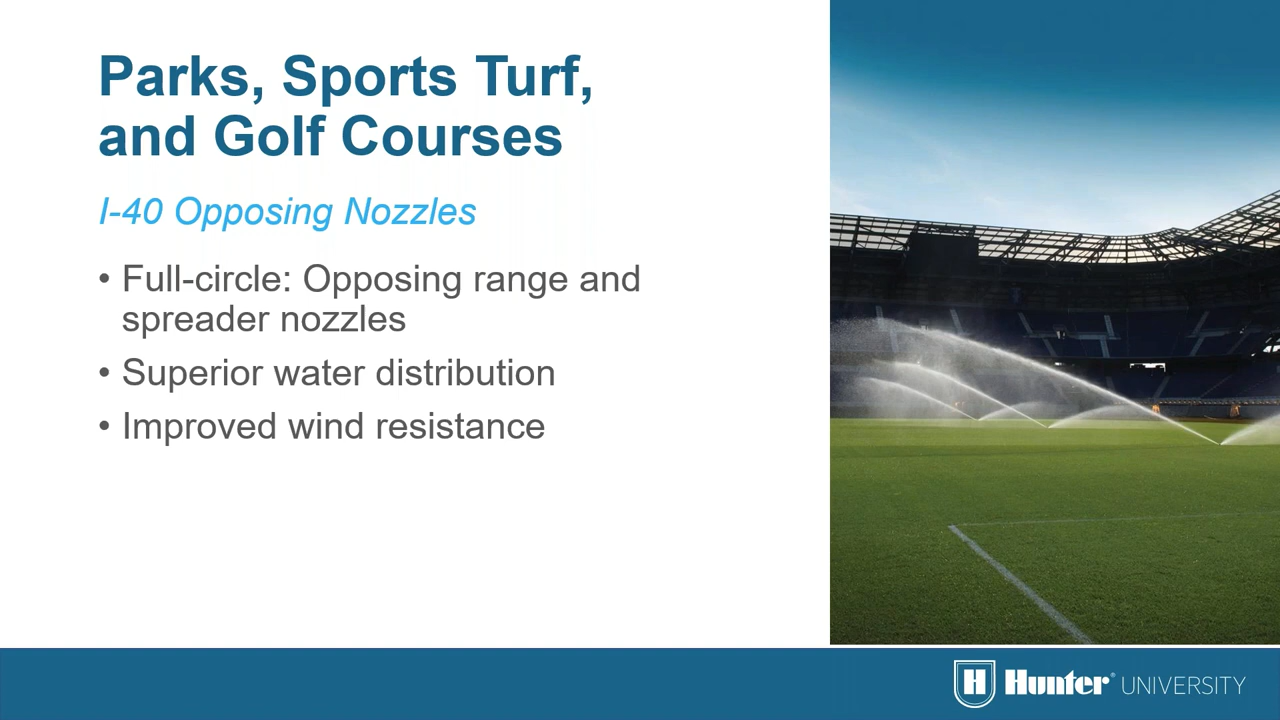 Parks, Sports Turf,
and Golf Courses
I-40 Opposing Nozzles
• Full-circle: Opposing range and
spreader nozzles
• Superior water distribution
• Improved wind resistance
H Hunter® UNIVERSITY